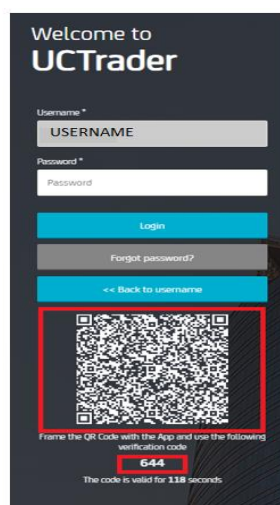 Welcome to
UCTrader
Username *
USERNAME
Password *
Password
Login
Forgot password?
<< Back to username
Frame the QR Code with the App and use the following
verification code
644
The code is valid for 118 seconds